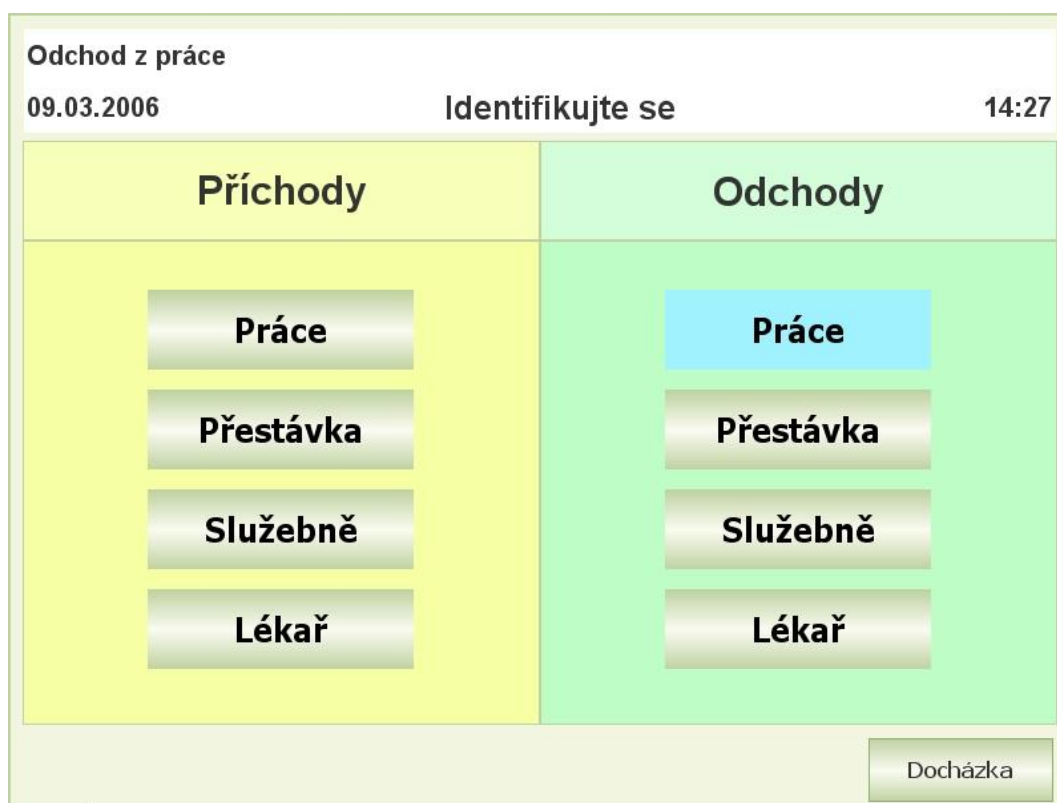 Odchod z práce
09.03.2006 Identifikujte se 14:27
Příchody Odchody
Práce Práce
Přestávka Přestávka
Služebně Služebně
Lékař Lékař
Docházka